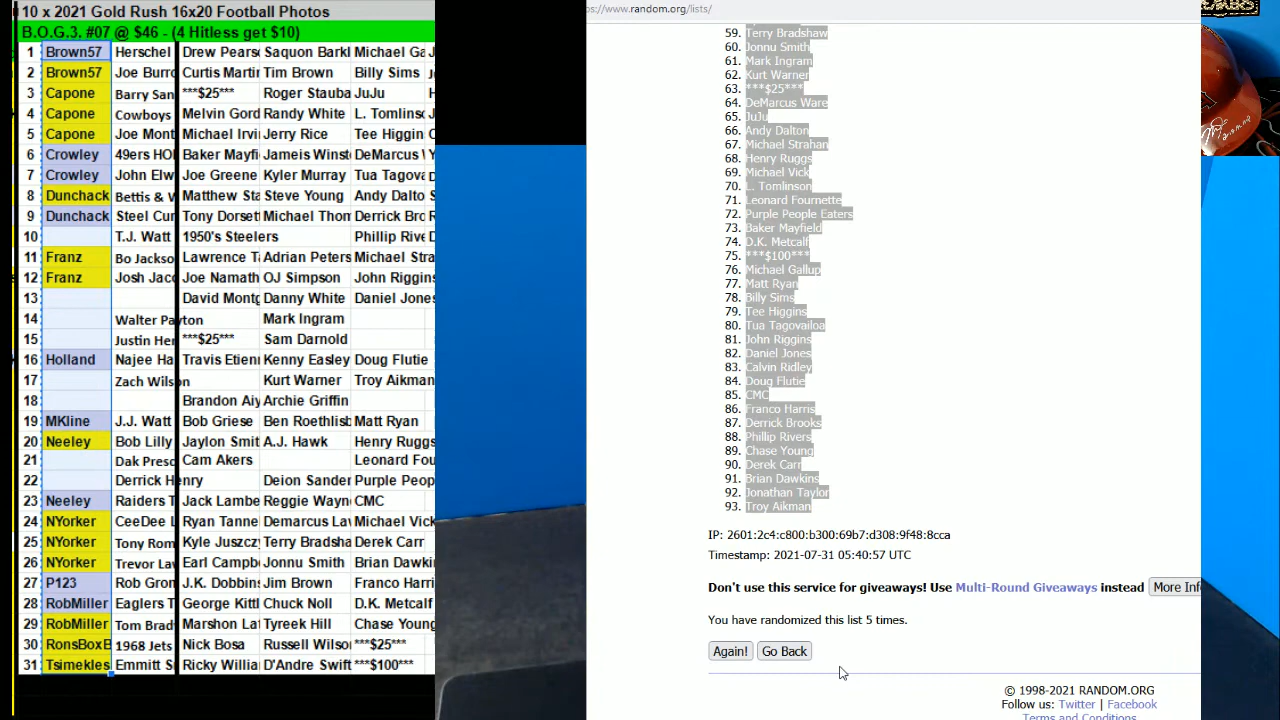 10 x 2021 Gold Rush 16x20 Football Photos
B.O.G.3. #07 @ $46 - (4 Hitless get $10)
1 Brown57 Herschel Drew Pears Saquon Barkl Michael Ga
2 Brown57 Joe Burro Curtis Marti Tim Brown Billy Sims
3 Capone Barry San ***$25*** Roger Stauba JuJu
4 Capone Cowboys Melvin Gord Randy White L. Tomlins
5 Capone Joe Mont Michael Irvi Jerry Rice Tee Higgin
6 Crowley 49ers HO Baker Mayfi Jameis Winst DeMarcus
7 Crowley John Elw Joe Greene Kyler Murray Tua Tagova
8 Dunchack Bettis & Matthew Sta Steve Young Andy Dalto
9 Dunchack Steel Cur Tony Dorset Michael Thom Derrick Bro
10 T.J. Watt 1950's Steelers Phillip Rive
11 Franz Bo Jackso Lawrence T Adrian Peters Michael Stra
12 Franz Josh Jac Joe Namath OJ Simpson John Riggins
13 David Montg Danny White Daniel Jones
14 Walter Payton Mark Ingram
15 Justin Her ***$25*** Sam Darnold
16 Holland Najee Ha Travis Etien Kenny Easley Doug Flutie
17 Zach Wilson Kurt Warner Troy Aikman
18 Brandon Aiy Archie Griffin
19 MKline J.J. Watt Bob Griese Ben Roethlisb Matt Ryan
20 Neeley Bob Lilly Jaylon Smit A.J. Hawk Henry Ruggs
21 Dak Presc Cam Akers Leonard Fou
22 Derrick Henry Deion Sander Purple Peop
23 Neeley Raiders T Jack Lambe Reggie Wayn CMC
24 NYorker CeeDee L Ryan Tanne Demarcus La Michael Vick
25 NYorker Tony Rom Kyle Juszcz Terry Bradsha Derek Carr
26 NYorker Trevor La Earl Campb Jonnu Smith Brian Dawki
27 P123 Rob Gron J.K. Dobbin Jim Brown Franco Harri
28 RobMiller Eaglers T George Kittl Chuck Noll D.K. Metcalf
29 RobMiller Tom Brad Marshon La Tyreek Hill Chase Young
30 RonsBoxB 1968 Jets Nick Bosa Russell Wilso ***$25***
31 Tsimekles Emmitt S Ricky Willia D'Andre Swift ***$100***
ps://www.random.org/lists/
59. Terry Bradshaw
60. Jonnu Smith
61. Mark Ingram
62. Kurt Warner
63. ***$25***
64. DeMarcus Ware
65. JuJu
66. Andy Dalton
67. Michael Strahan
68. Henry Ruggs
69. Michael Vick
70. L. Tomlinson
71. Leonard Fournette
72. Purple People Eaters
73. Baker Mayfield
74. D.K. Metcalf
75. ***$100***
76. Michael Gallup
77. Matt Ryan
78. Billy Sims
79. Tee Higgins
80. Tua Tagovailoa
81. John Riggins
82. Daniel Jones
83. Calvin Ridley
84. Doug Flutie
85. CMC
86. Franco Harris
87. Derrick Brooks
88. Phillip Rivers
89. Chase Young
90. Derek Carr
91. Brian Dawkins
92. Jonathan Taylor
93. Troy Aikman
IP: 2601:2c4:c800:b300:69b7:d308:9f48:8cca
Timestamp: 2021-07-31 05:40:57 UTC
Don't use this service for giveaways! Use Multi-Round Giveaways instead More Inf
You have randomized this list 5 times.
Again! Go Back
© 1998-2021 RANDOM.ORG
Follow us: Twitter | Facebook
Terms and Conditions